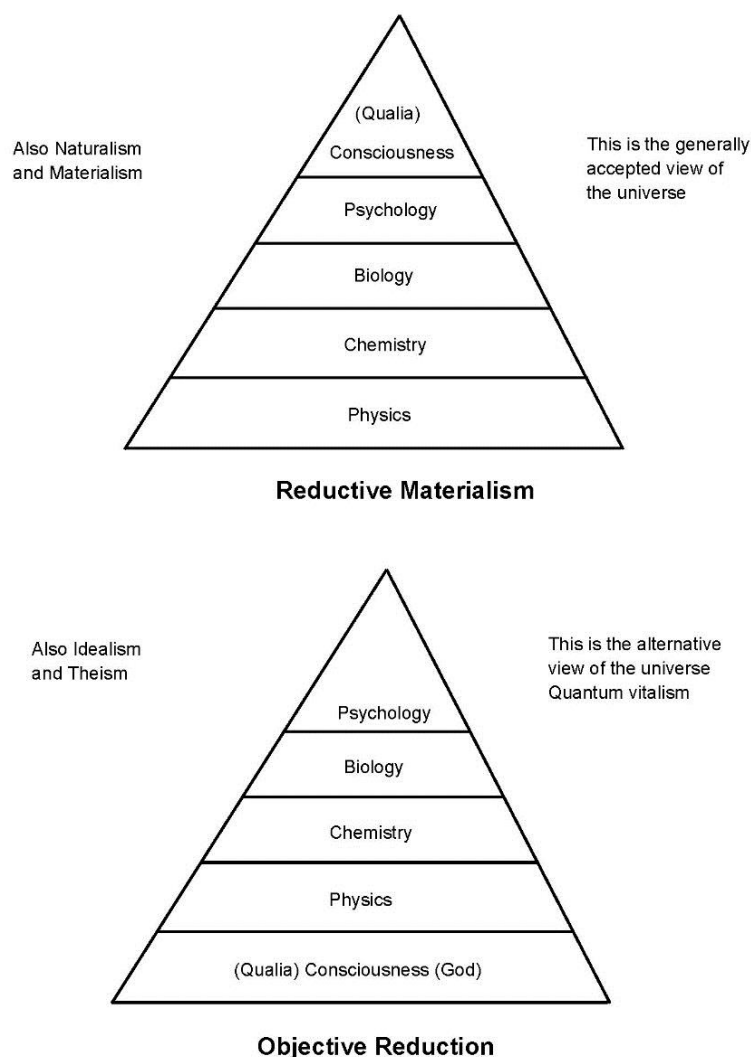 (Qualia)
Consciousness
Also Naturalism
and Materialism
This is the generally
accepted view of
the universe
Psychology
Biology
Chemistry
Physics
Reductive Materialism
Also Idealism
and Theism
This is the alternative
view of the universe
Quantum vitalism
Psychology
Biology
Chemistry
Physics
(Qualia) Consciousness (God)
Objective Reduction